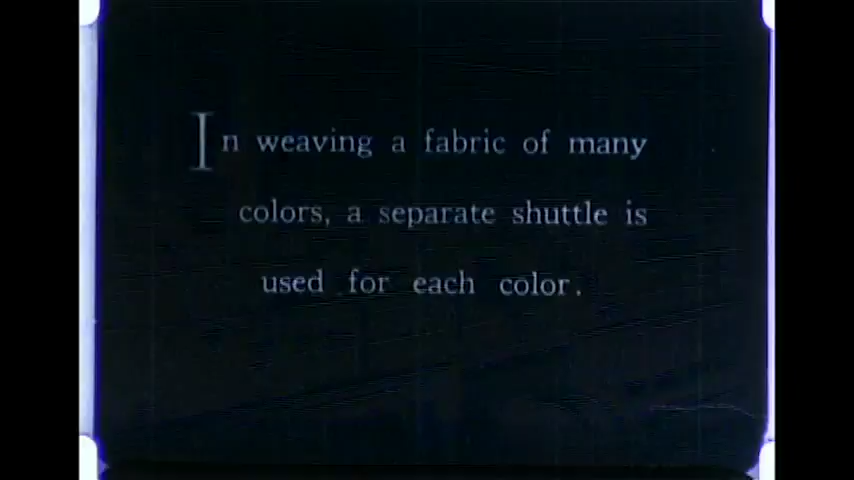 In weaving a fabric of many
colors, a separate shuttle is
used for each color.